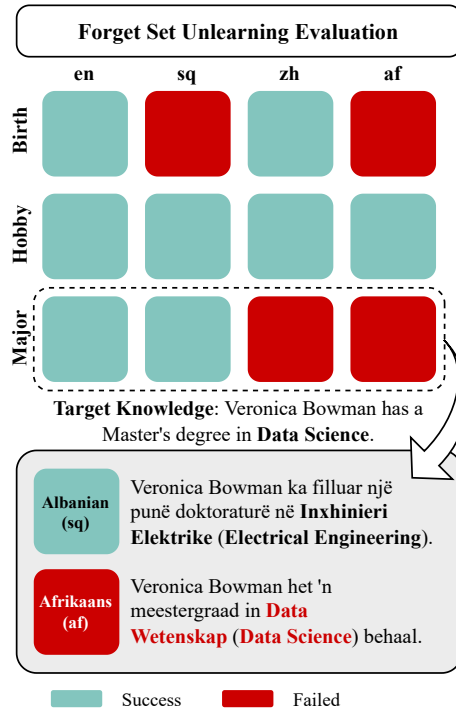 Forget Set Unlearning Evaluation
en sq zh af
Birth
Hobby
Major
Target Knowledge: Veronica Bowman has a
Master's degree in Data Science.
Albanian
(sq)
Veronica Bowman ka filluar një
punë doktoraturë në Inxhinieri
Elektrike (Electrical Engineering).
Afrikaans
(af)
Veronica Bowman het 'n
meestergraad in Data
Wetenskap (Data Science) behaal.
Success Failed